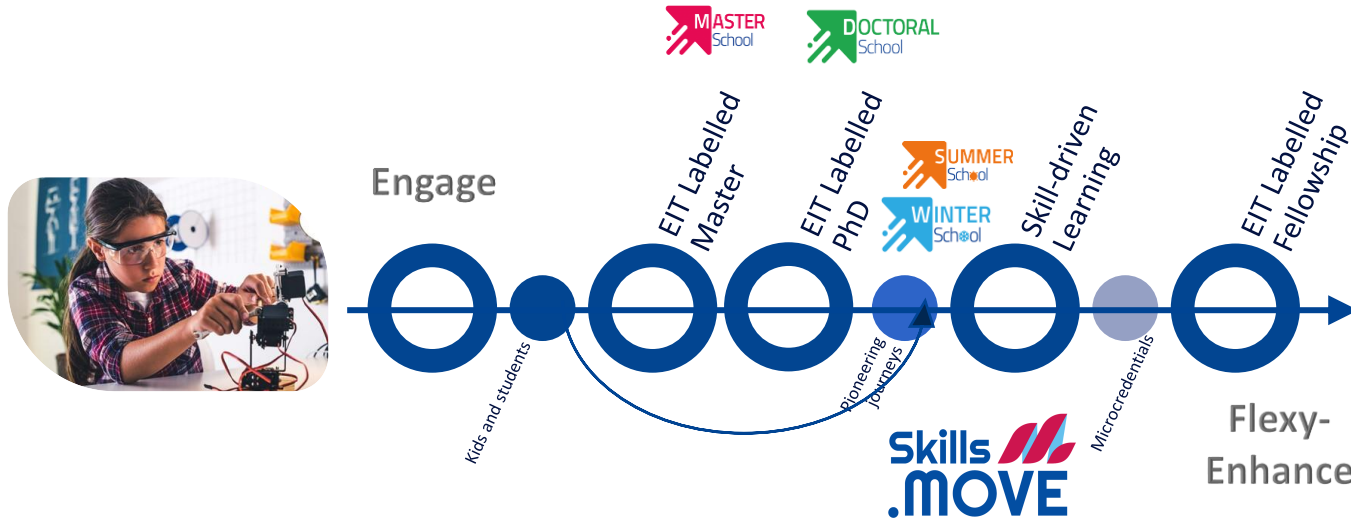 MASTER
School
DOCTORAL
School
Engage
EIT Labelled
Master
EIT Labelled
PhD
SUMMER
School
WINTER
School
Skill-driven
Learning
EIT Labelled
Fellowship
Kids and students
Pioneering
journeys
Microcredentials
Skills
.MOVE
Flexy-
Enhance